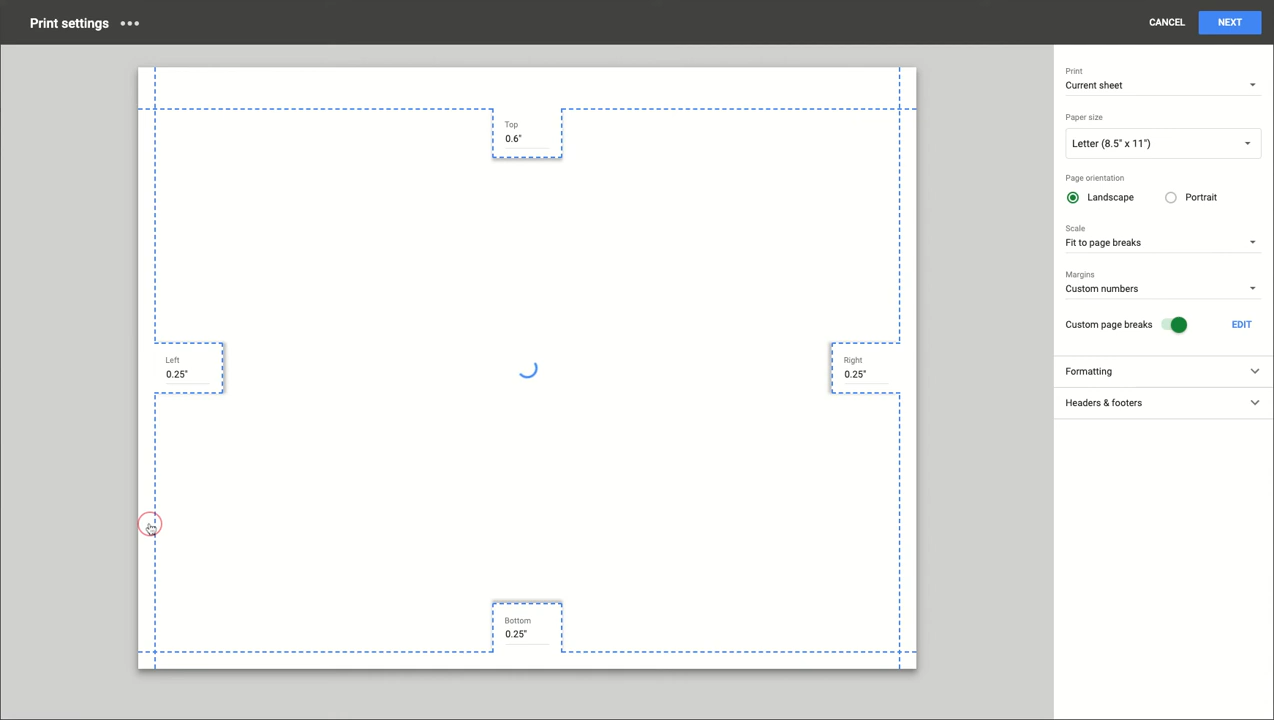 Print settings
CANCEL
NEXT
Print
Current sheet
Paper size
Letter (8.5" x 11")
Page orientation
Landscape
Portrait
Scale
Fit to page breaks
Margins
Custom numbers
Custom page breaks
EDIT
Formatting
Headers & footers
Top
0.6"
Left
0.25"
Right
0.25"
Bottom
0.25"